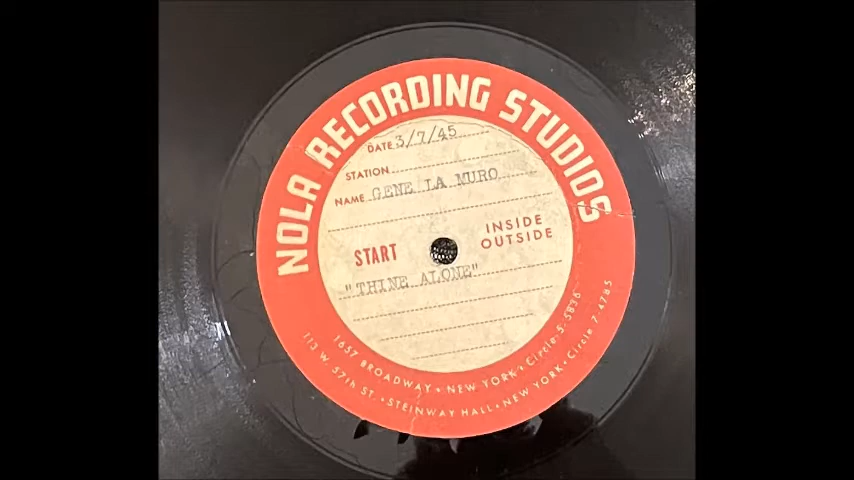 NOLA RECORDING STUDIOS
DATE 3/7/45
STATION
NAME GENE LA MURO
START
INSIDE
OUTSIDE
"THINE ALONE"
1657 BROADWAY • NEW YORK • Circle 5-5836
113 W. 57th ST. • STEINWAY HALL • NEW YORK • Circle 7-4785